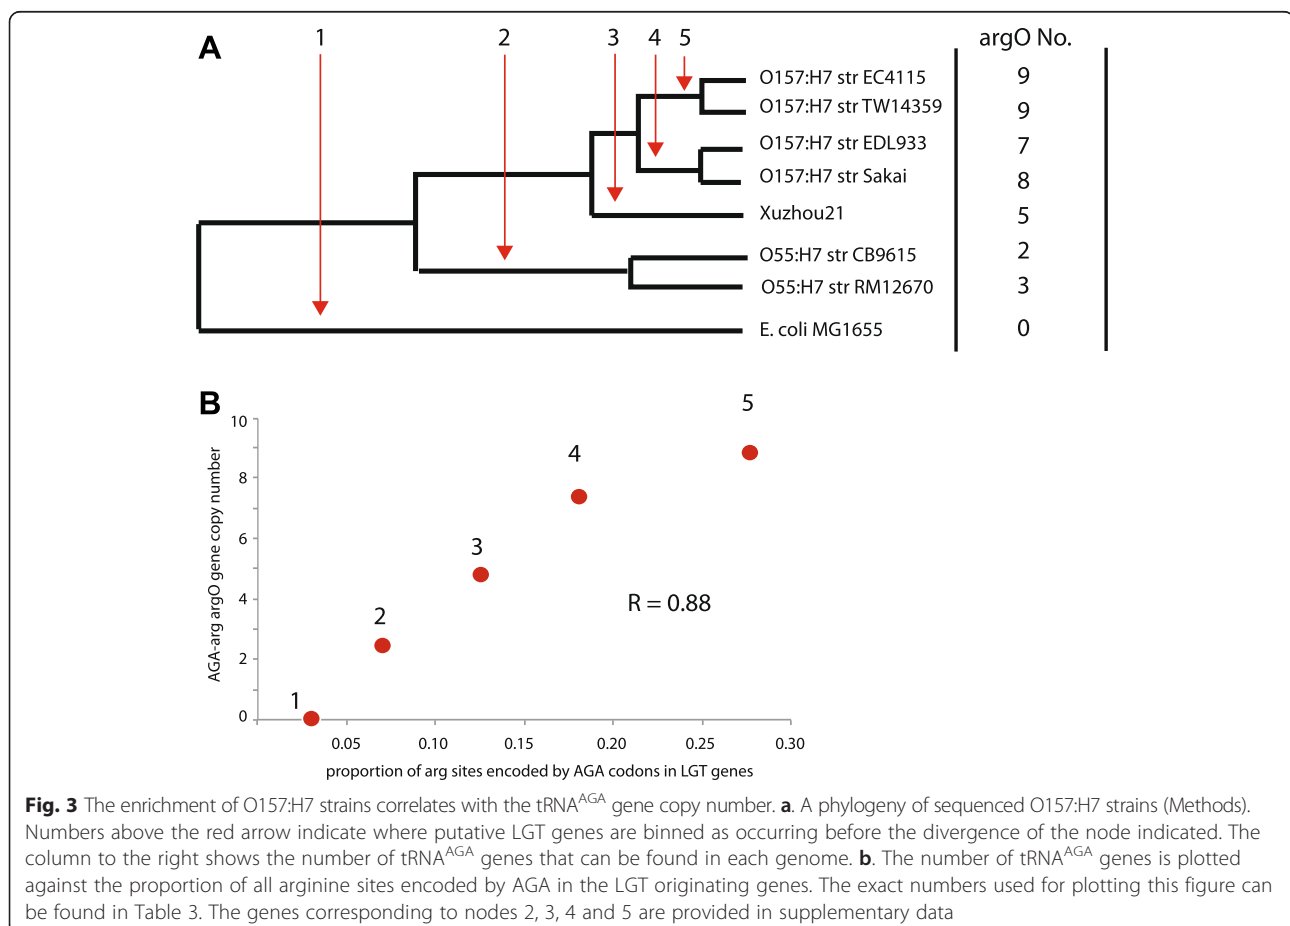 A
1 2 3 4 5 argO No.
O157:H7 str EC4115 9
O157:H7 str TW14359 9
O157:H7 str EDL933 7
O157:H7 str Sakai 8
Xuzhou21 5
O55:H7 str CB9615 2
O55:H7 str RM12670 3
E. coli MG1655 0
B
AGA-arg argO gene copy number
10
8
6
4
2
0
1
2
3
4
5
R = 0.88
0.05 0.10 0.15 0.20 0.25 0.30
proportion of arg sites encoded by AGA codons in LGT genes
Fig. 3 The enrichment of O157:H7 strains correlates with the tRNA^AGA gene copy number. a. A phylogeny of sequenced O157:H7 strains (Methods).
Numbers above the red arrow indicate where putative LGT genes are binned as occurring before the divergence of the node indicated. The
column to the right shows the number of tRNA^AGA genes that can be found in each genome. b. The number of tRNA^AGA genes is plotted
against the proportion of all arginine sites encoded by AGA in the LGT originating genes. The exact numbers used for plotting this figure can
be found in Table 3. The genes corresponding to nodes 2, 3, 4 and 5 are provided in supplementary data